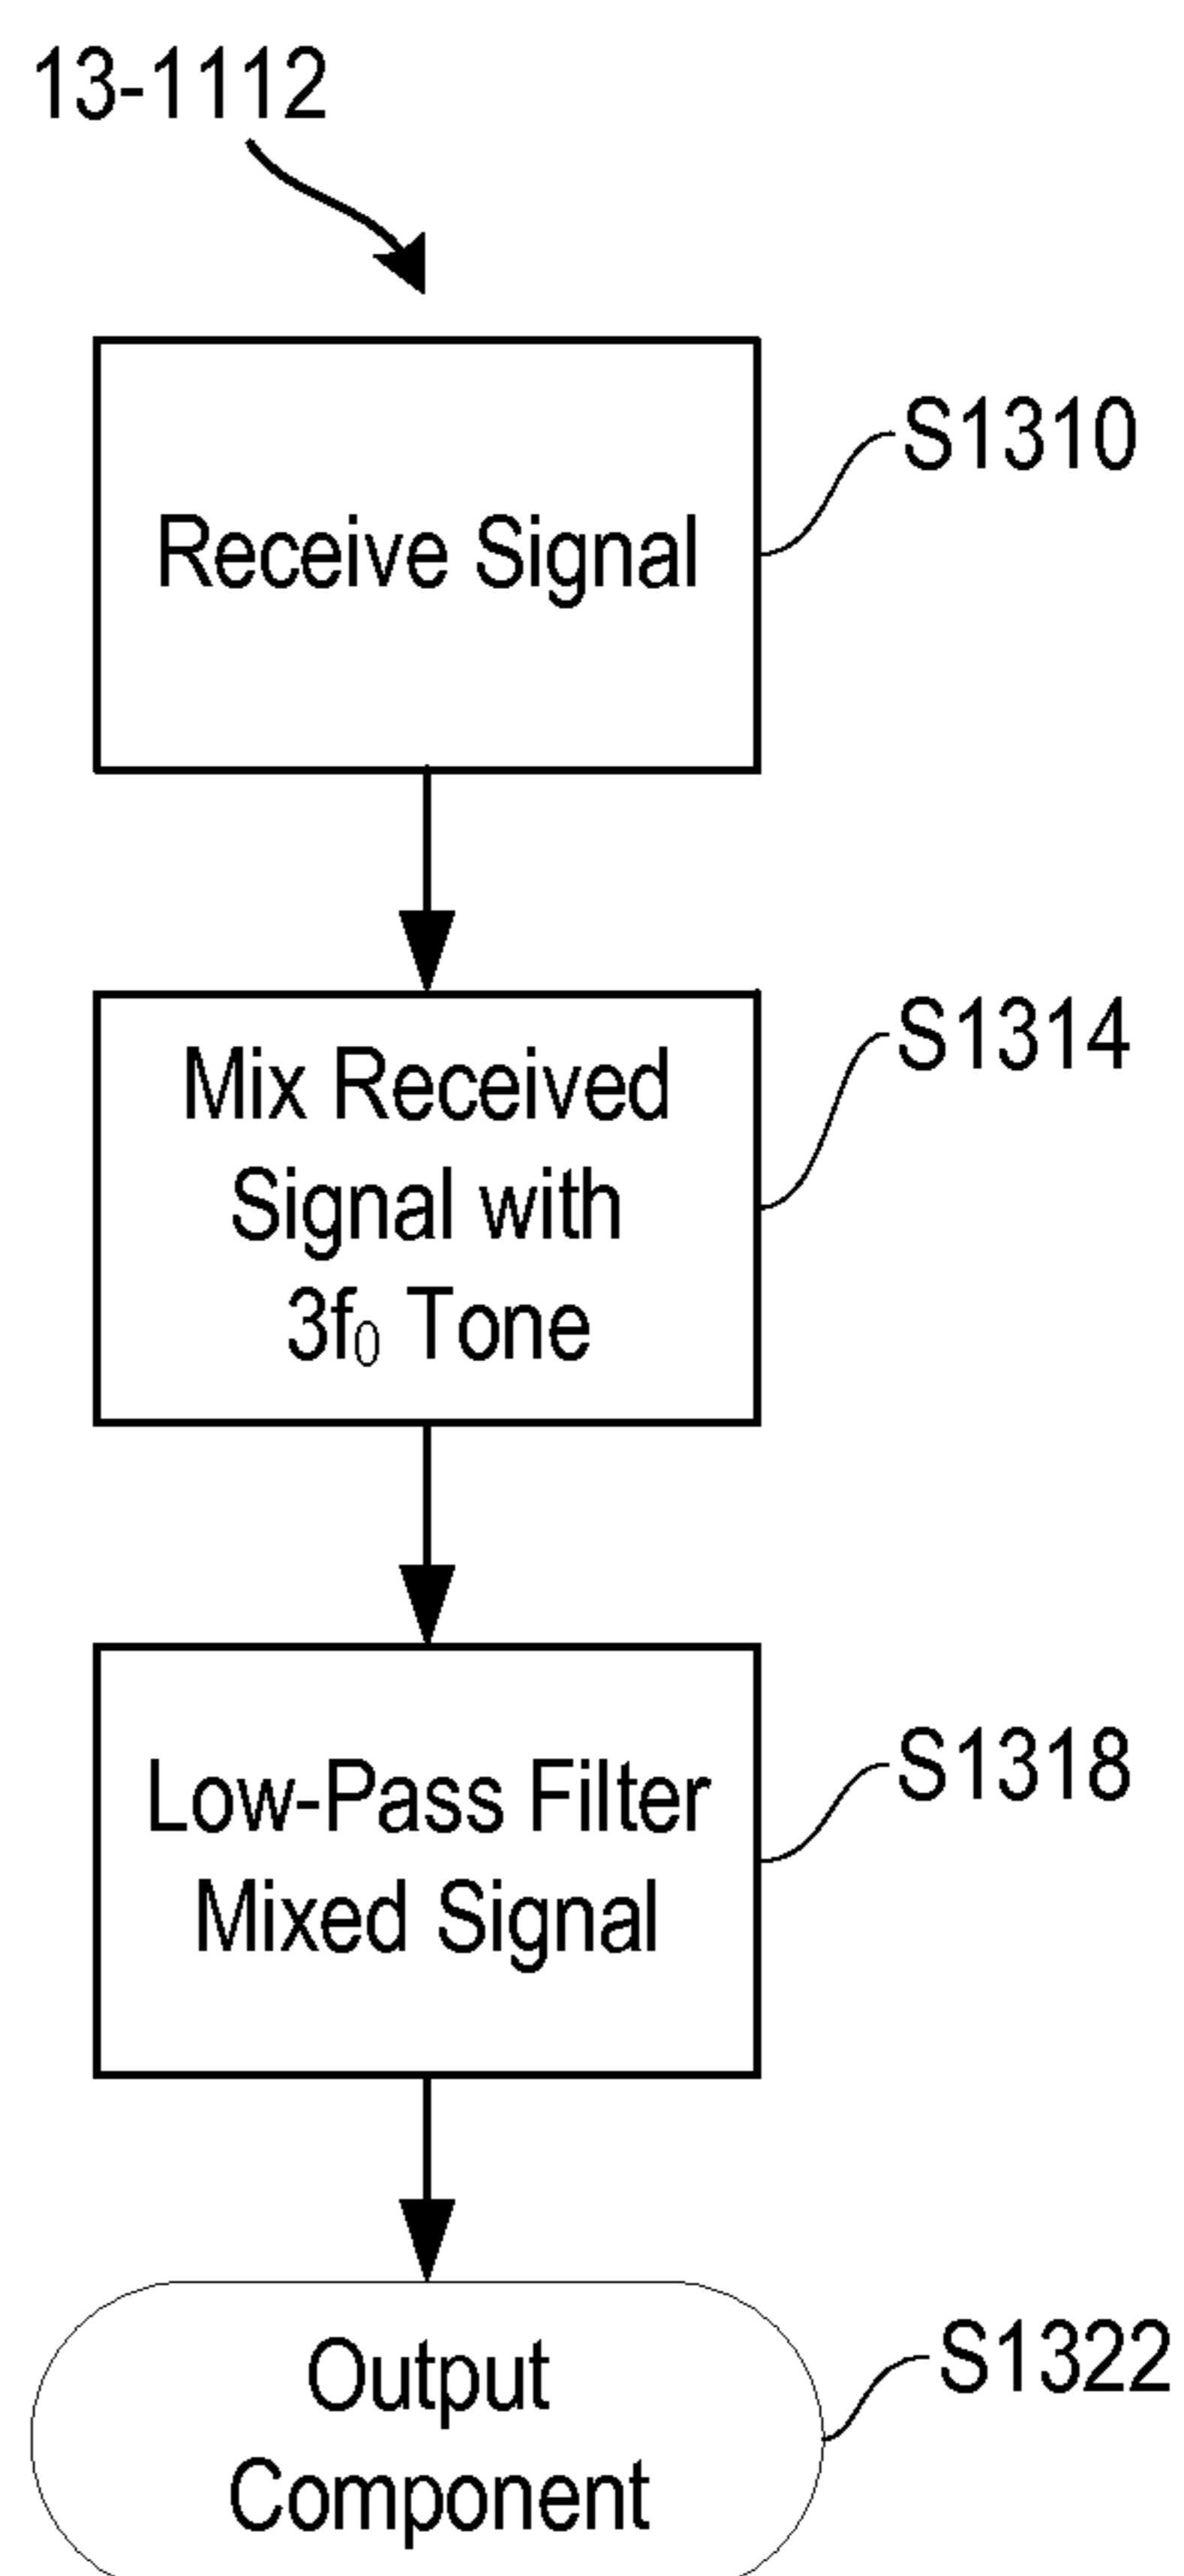 13-1112
Receive Signal
S1310
Mix Received
Signal with
3f₀ Tone
S1314
Low-Pass Filter
Mixed Signal
S1318
Output
Component
S1322